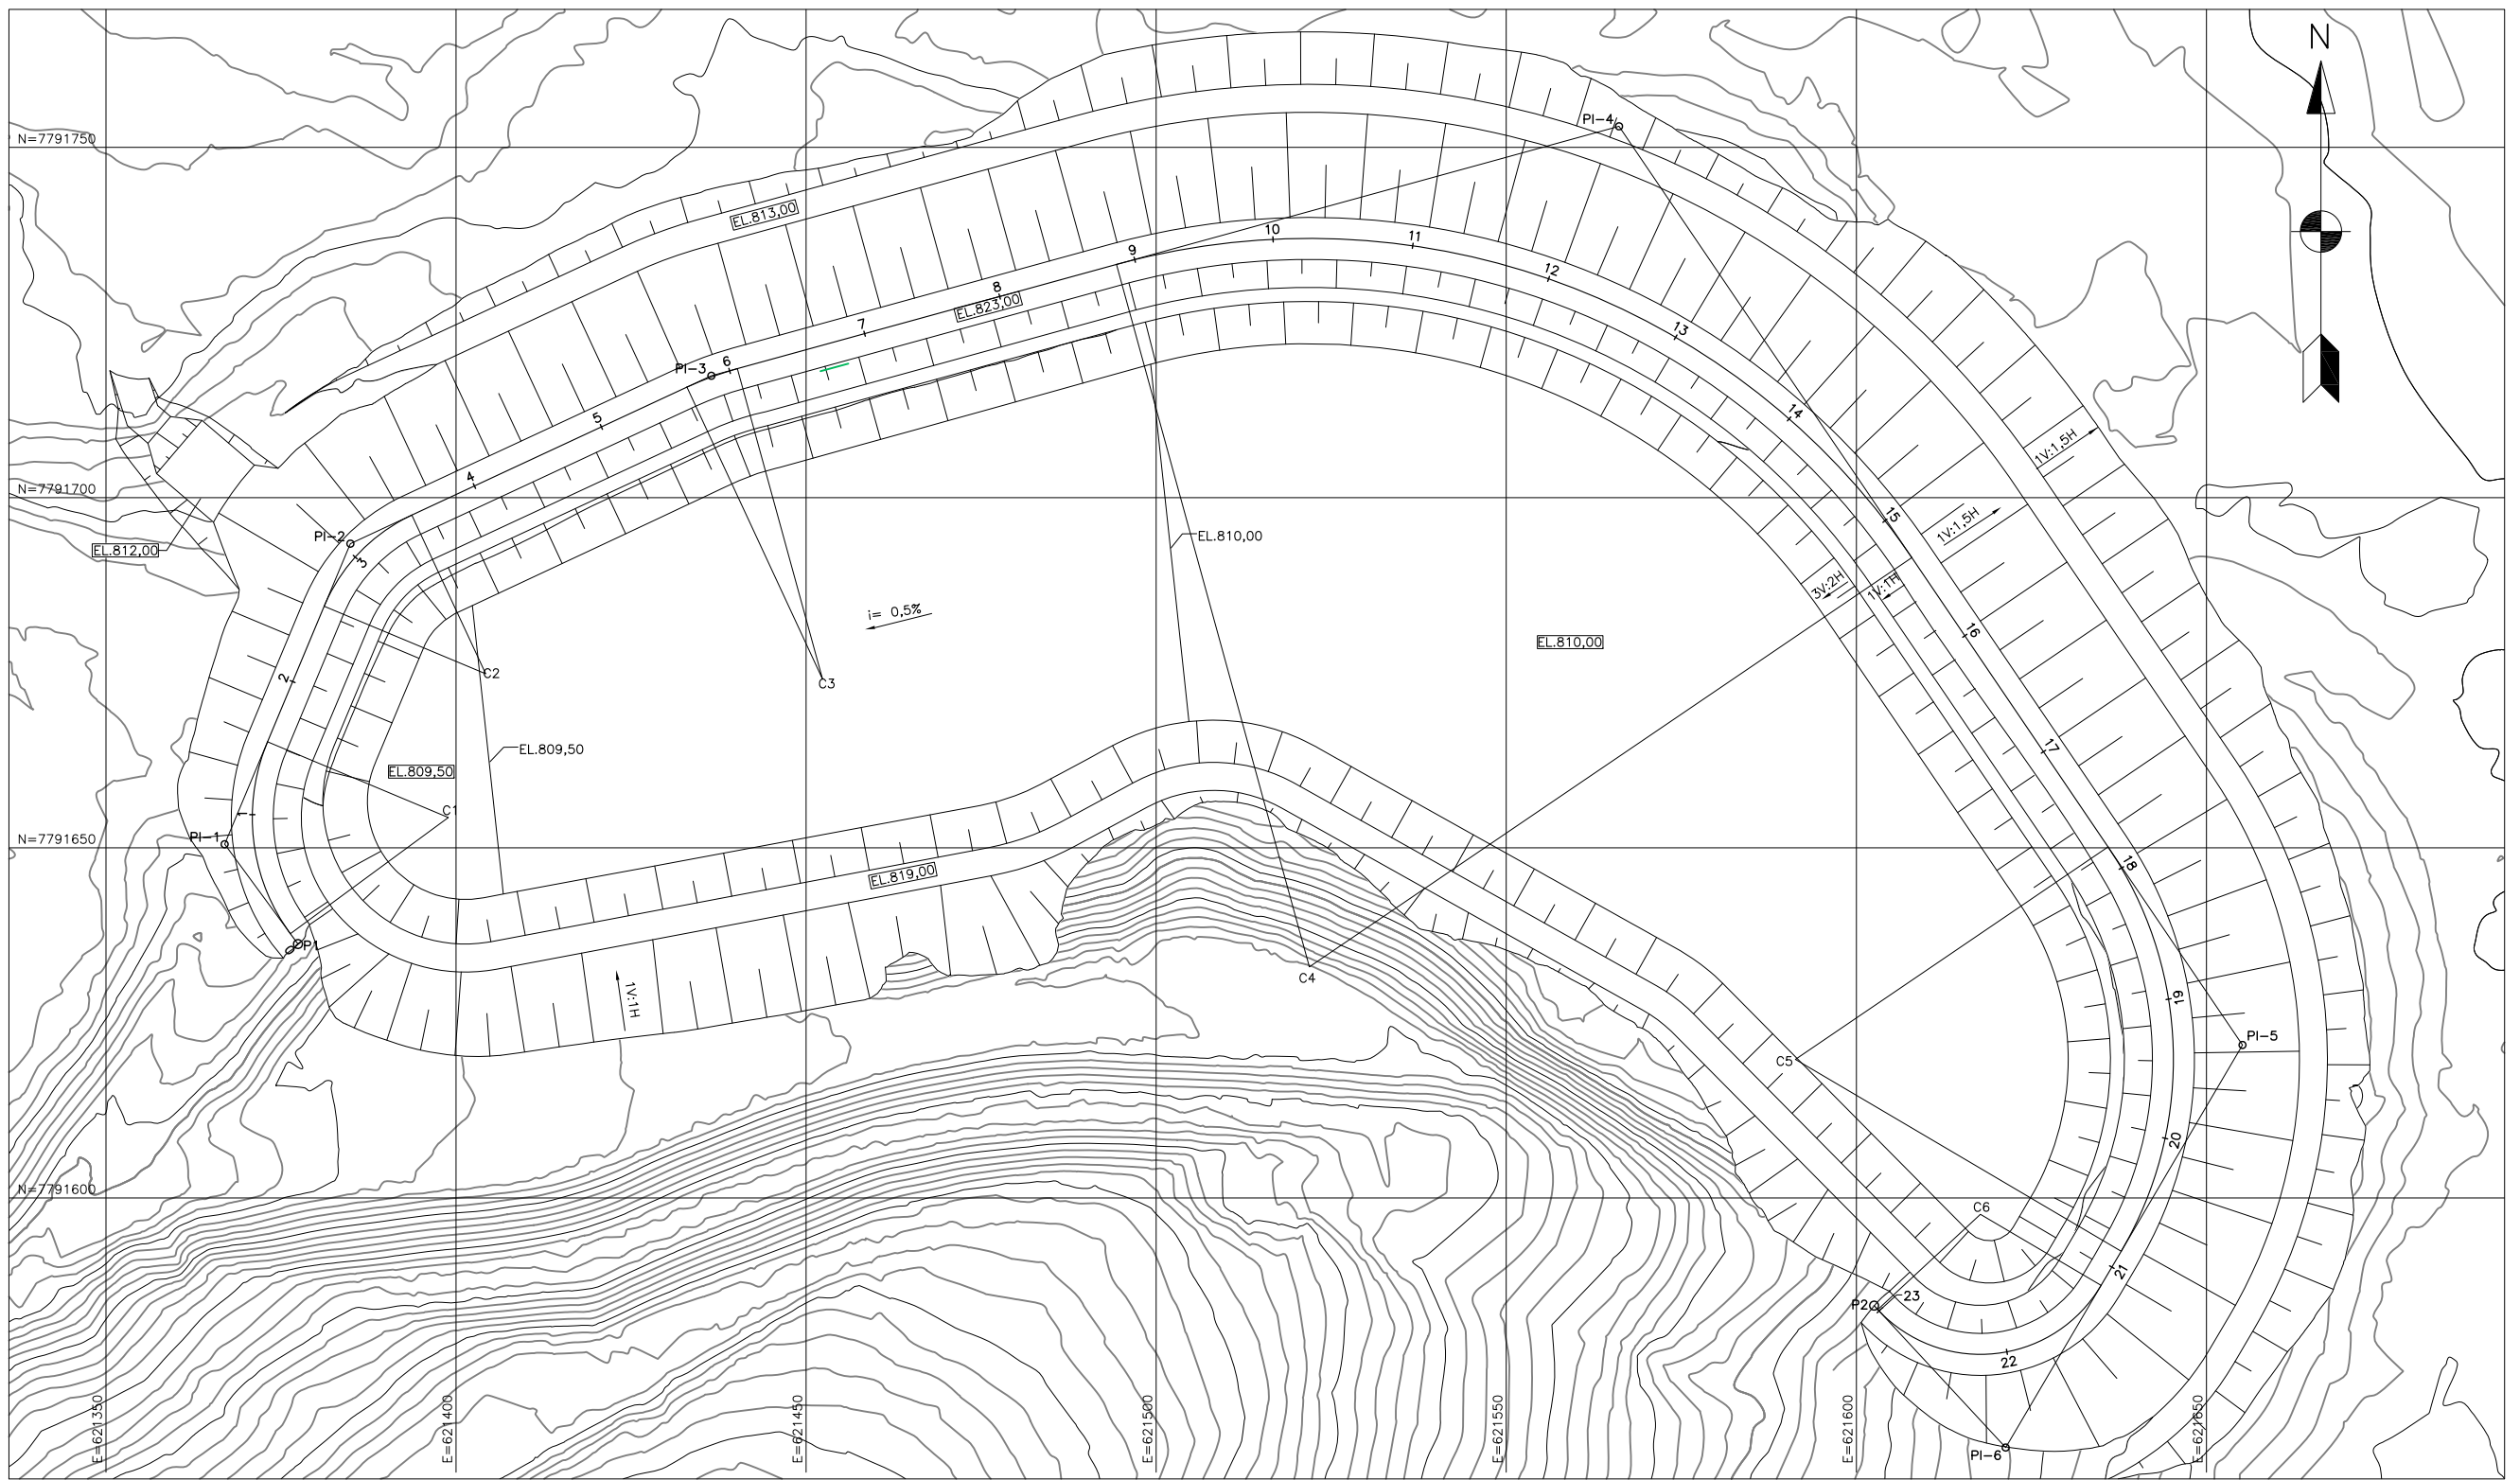 N
N=7791750
PI-4
EL.813,00
9
10
11
12
8
EL.823,00
7
13
PI-3
6
14
5
1V:1,5H
4
N=7791700
15
1V:1,5H
PI-2
EL.812,00
3
EL.810,00
3V:2H
1V:1H
i= 0,5%
16
EL.810,00
2
C2
C3
17
EL.809,50
EL.809,50
C1
1
PI-1
N=7791650
18
EL.819,00
P1
C4
1V:1H
19
C5
PI-5
20
N=7791600
C6
21
P2
23
22
PI-6
E=621350
E=621400
E=621450
E=621500
E=621550
E=621600
E=621650